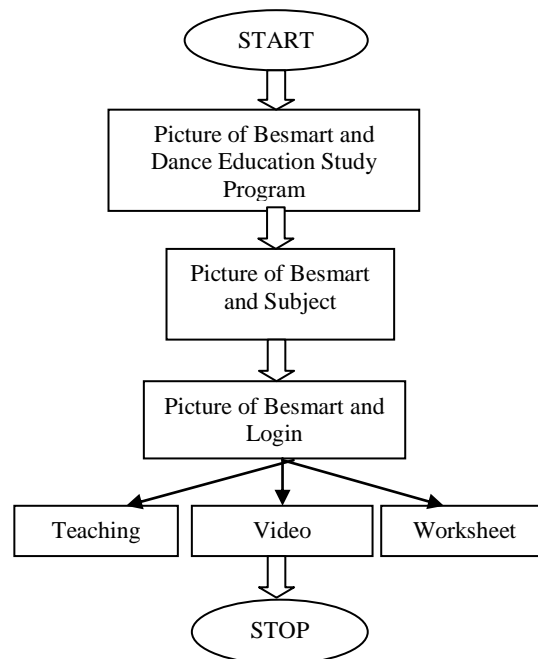 START
Picture of Besmart and
Dance Education Study
Program
Picture of Besmart
and Subject
Picture of Besmart and
Login
Teaching
Video
Worksheet
STOP